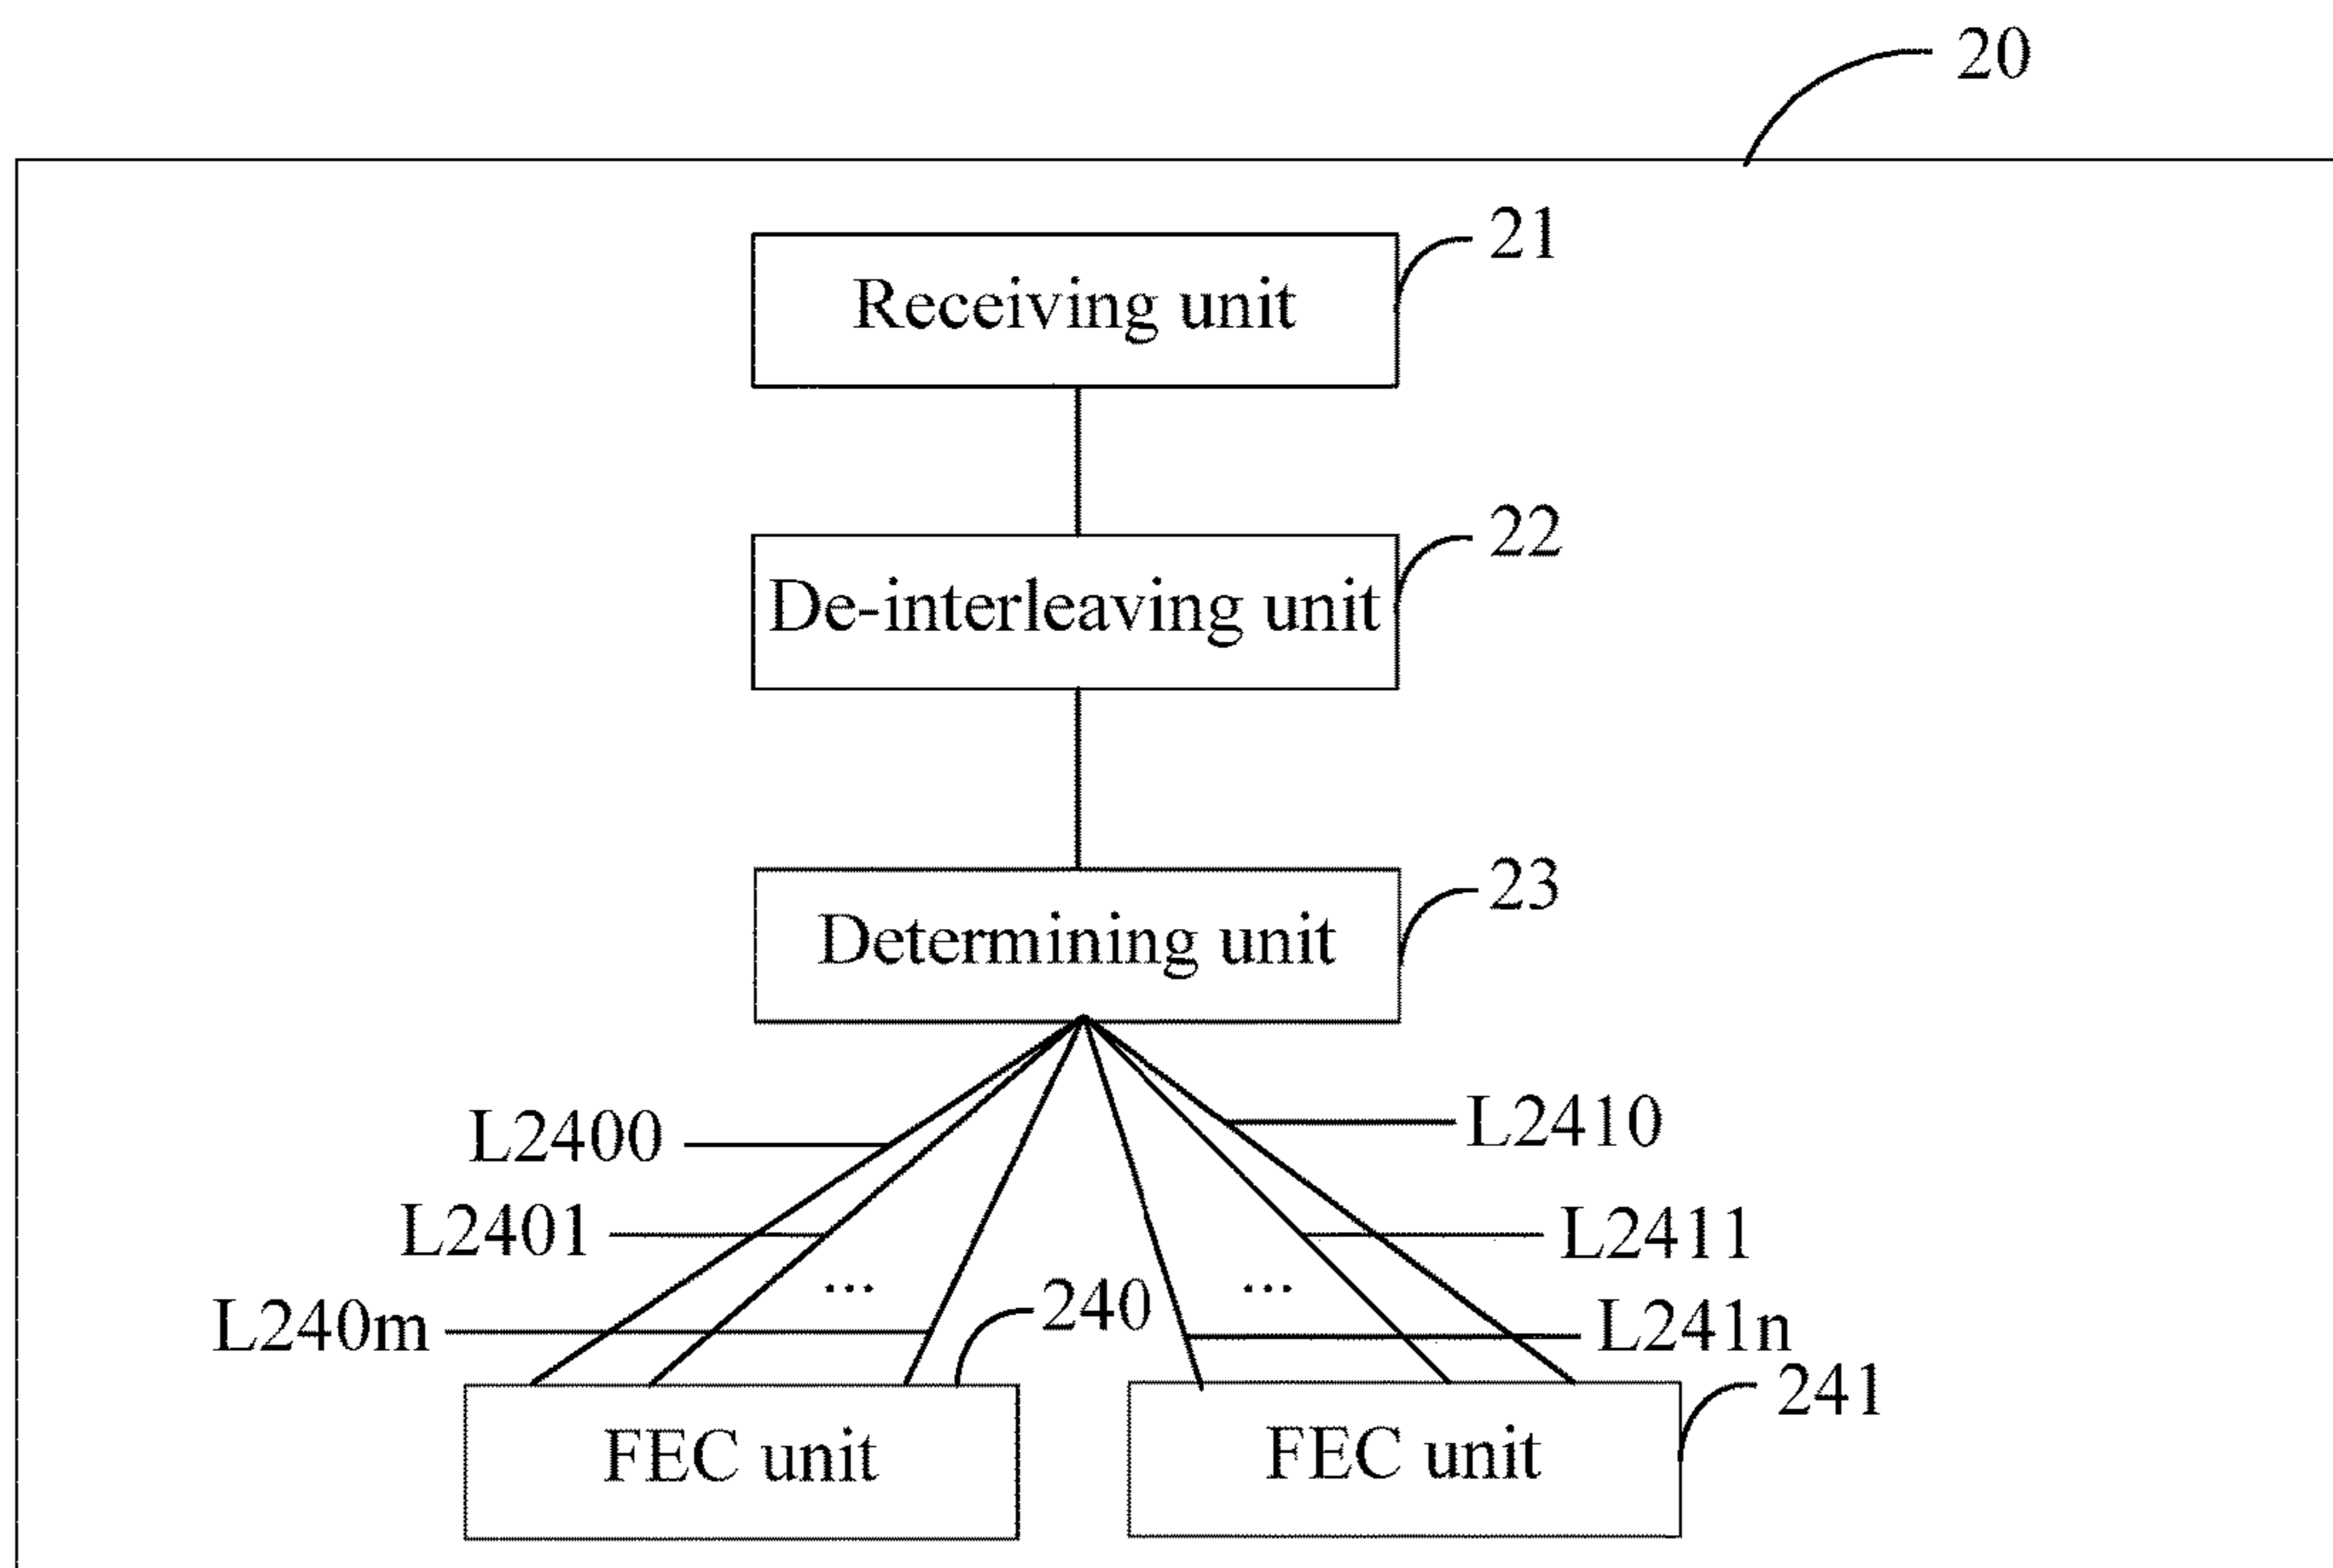 20
21
Receiving unit
22
De-interleaving unit
23
Determining unit
L2400
L2410
L2401
L2411
...
...
L240m
240
L241n
241
FEC unit
FEC unit